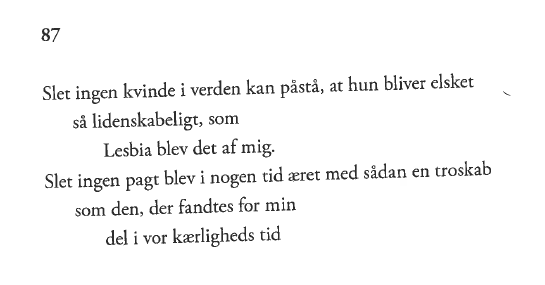 87
Slet ingen kvinde i verden kan påstå, at hun bliver elsket
så lidenskabeligt, som
Lesbia blev det af mig.
Slet ingen pagt blev i nogen tid æret med sådan en troskab
som den, der fandtes for min
del i vor kærligheds tid